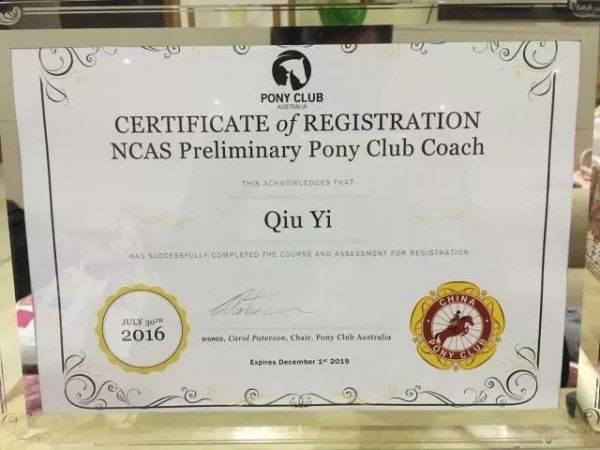 PONY CLUB
AUSTRALIA
CERTIFICATE of REGISTRATION
NCAS Preliminary Pony Club Coach
THIS ACKNOWLEDGES THAT
Qiu Yi
HAS SUCCESSFULLY COMPLETED THE COURSE AND ASSESSMENT FOR REGISTRATION
JULY 30TH
2016
SIGNED, Carol Paterson, Chair, Pony Club Australia
Expires December 1st 2019
CHINA
PONY CLUB